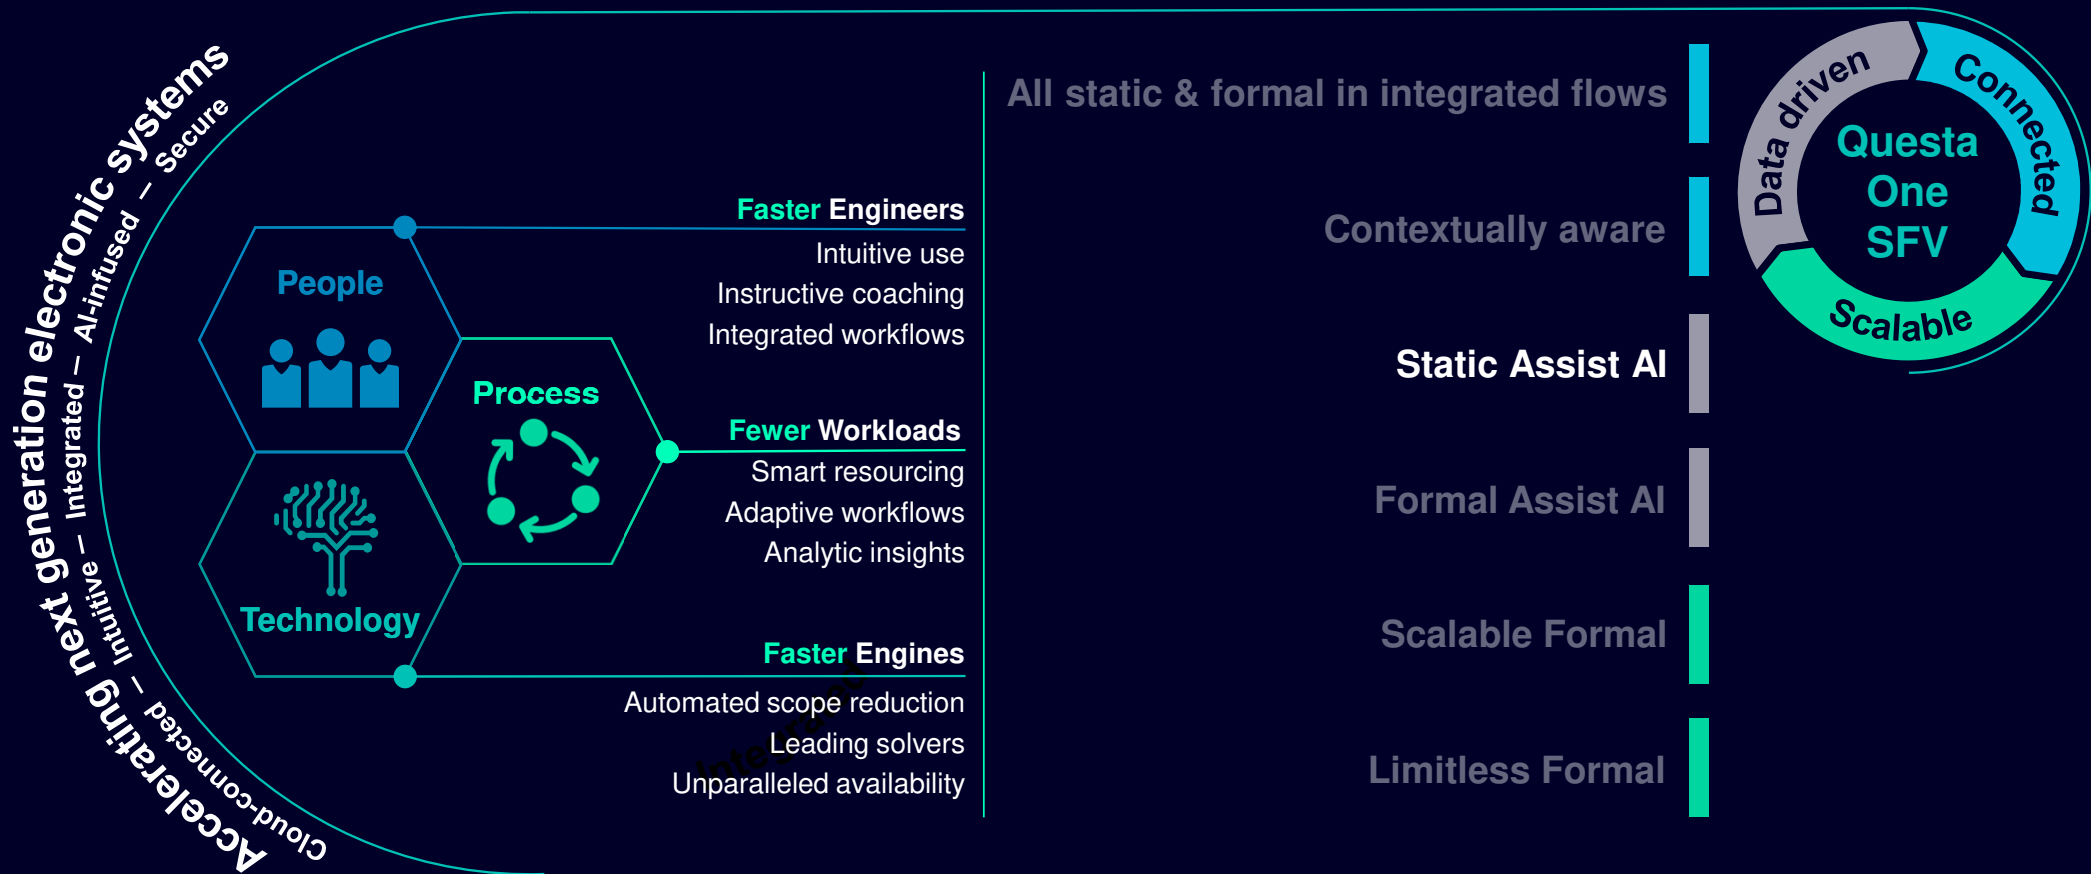 Acccelerating next generation electronic systems
Cloud-connected – Intuitive – Integrated – AI-infused – Secure
People
Process
Technology
Faster Engineers
Intuitive use
Instructive coaching
Integrated workflows
Fewer Workloads
Smart resourcing
Adaptive workflows
Analytic insights
Faster Engines
Automated scope reduction
Leading solvers
Unparalleled availability
Integrated
All static & formal in integrated flows
Contextually aware
Static Assist AI
Formal Assist AI
Scalable Formal
Limitless Formal
Data driven
Connected
Scalable
Questa
One
SFV